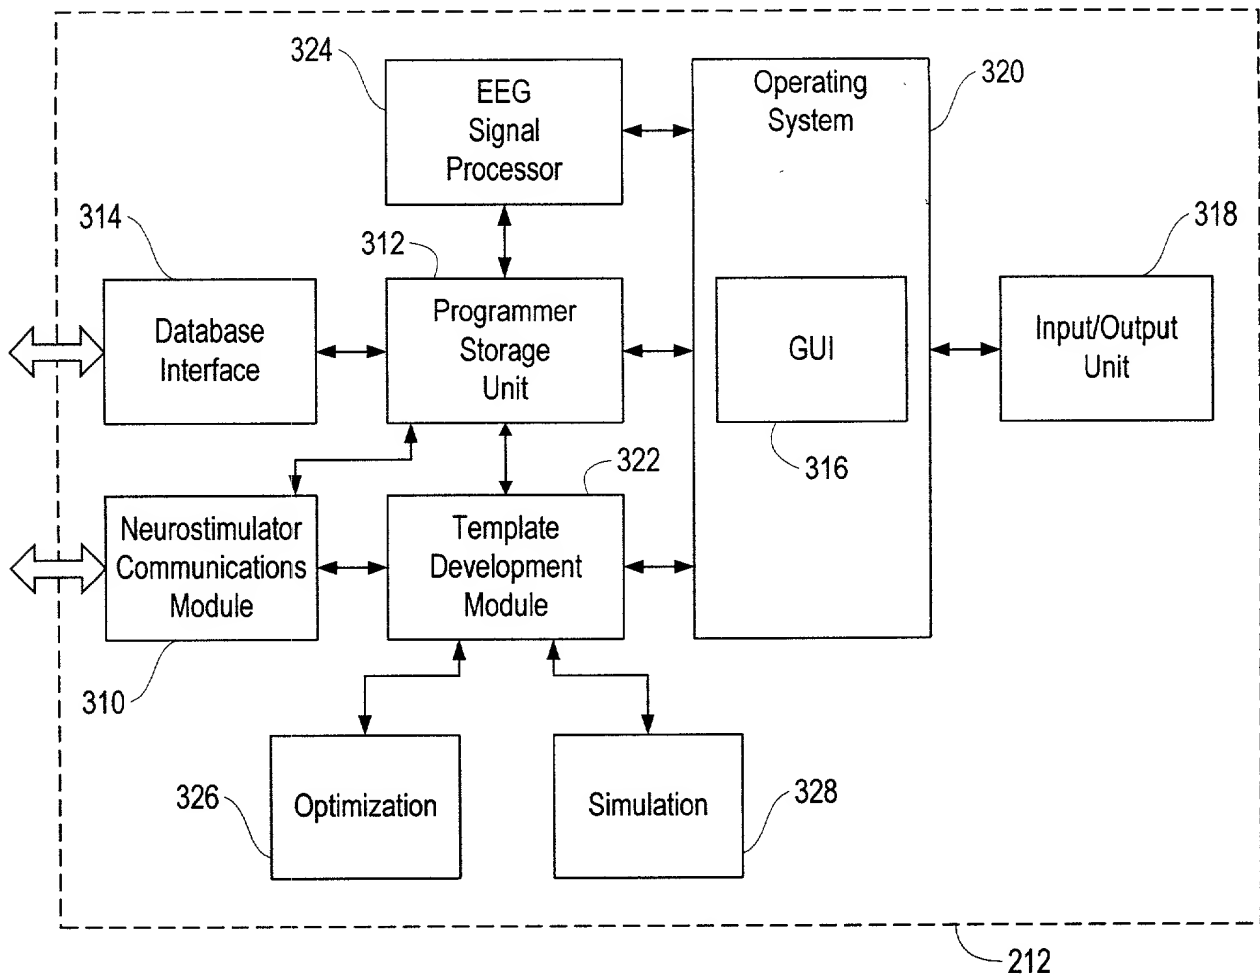 324
EEG
Signal
Processor
Operating
System
320
314
312
318
Database
Interface
Programmer
Storage
Unit
GUI
Input/Output
Unit
316
322
Neurostimulator
Communications
Module
Template
Development
Module
310
326
Optimization
Simulation
328
212